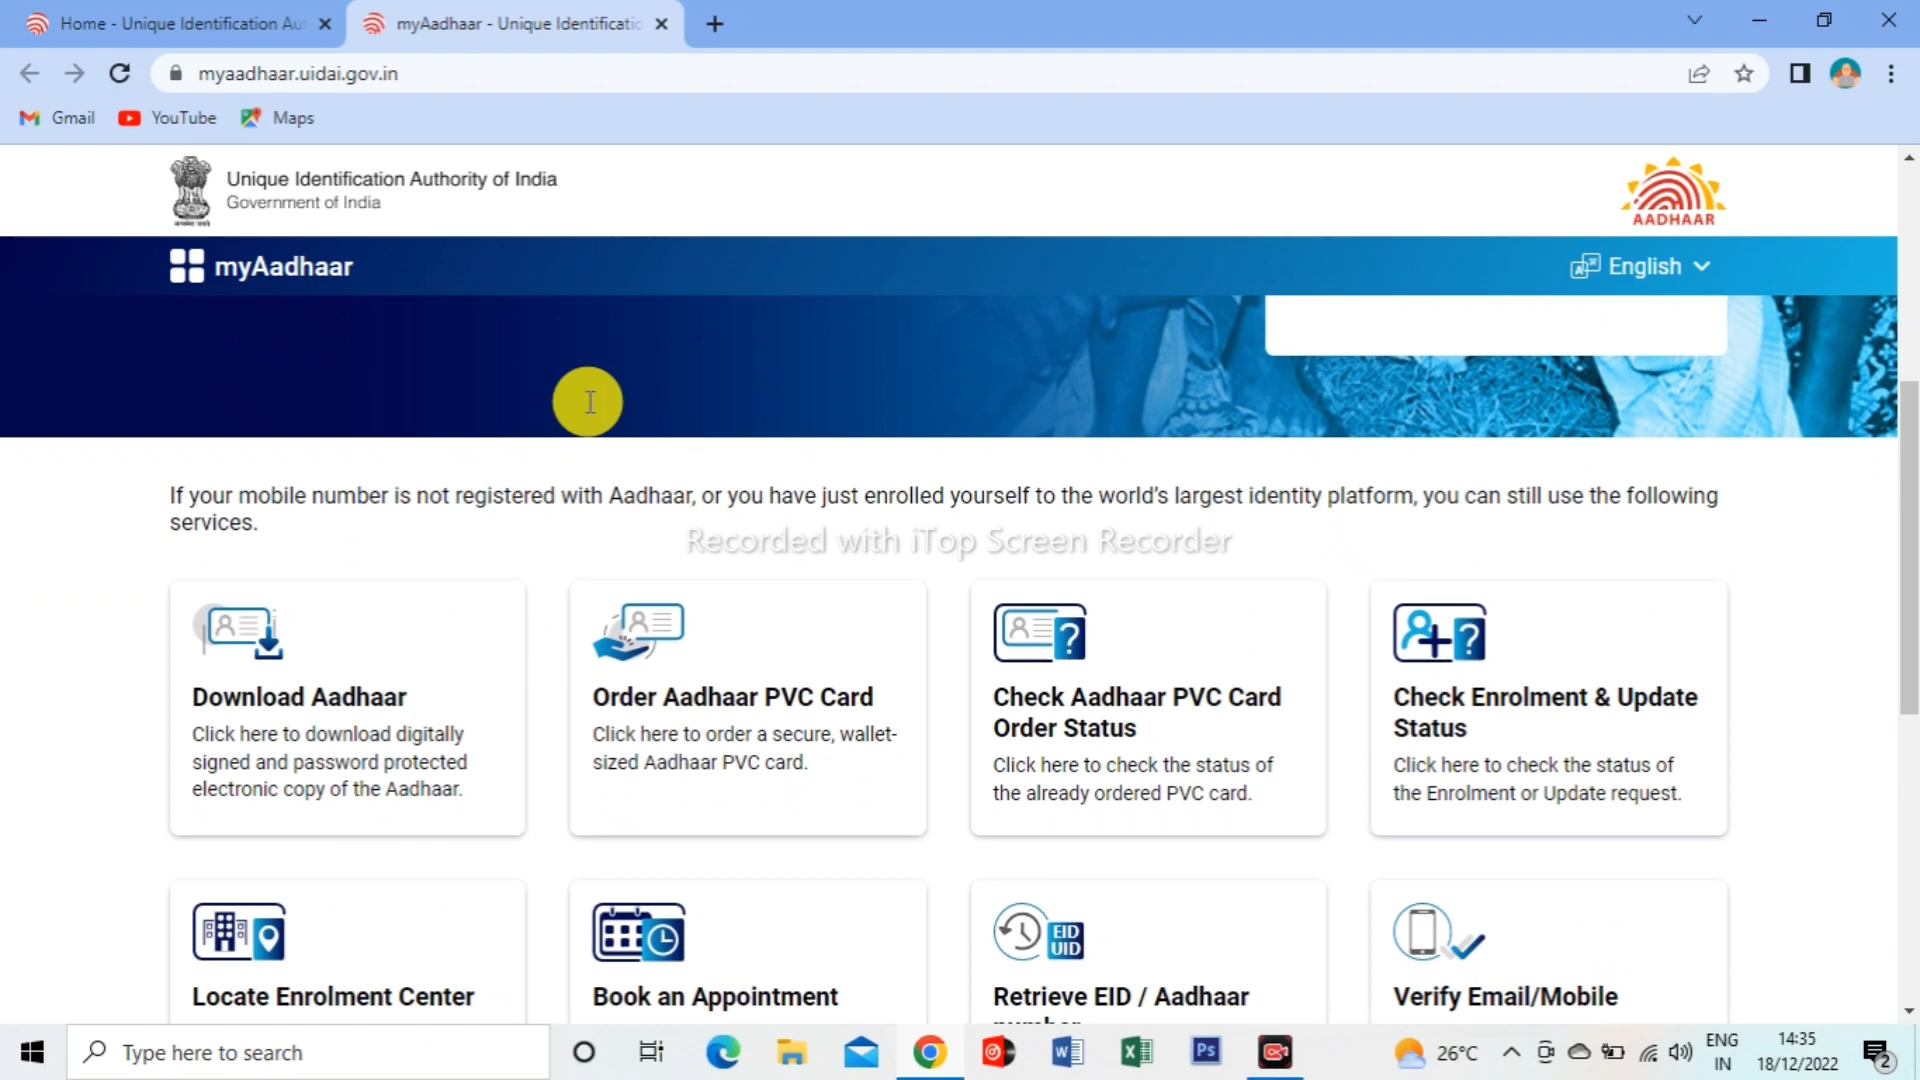 Home - Unique Identification Au
myAadhaar - Unique Identificatio
myaadhaar.uidai.gov.in
Gmail
YouTube
Maps
Unique Identification Authority of India
Government of India
AADHAAR
myAadhaar
English
If your mobile number is not registered with Aadhaar, or you have just enrolled yourself to the world's largest identity platform, you can still use the following
services.
Recorded with iTop Screen Recorder
Download Aadhaar
Click here to download digitally
signed and password protected
electronic copy of the Aadhaar.
Order Aadhaar PVC Card
Click here to order a secure, wallet-
sized Aadhaar PVC card.
Check Aadhaar PVC Card
Order Status
Click here to check the status of
the already ordered PVC card.
Check Enrolment & Update
Status
Click here to check the status of
the Enrolment or Update request.
Locate Enrolment Center
Book an Appointment
EID
UID
Retrieve EID / Aadhaar
number
Verify Email/Mobile
Type here to search
Ps
26°C
ENG
IN
14:35
18/12/2022
2